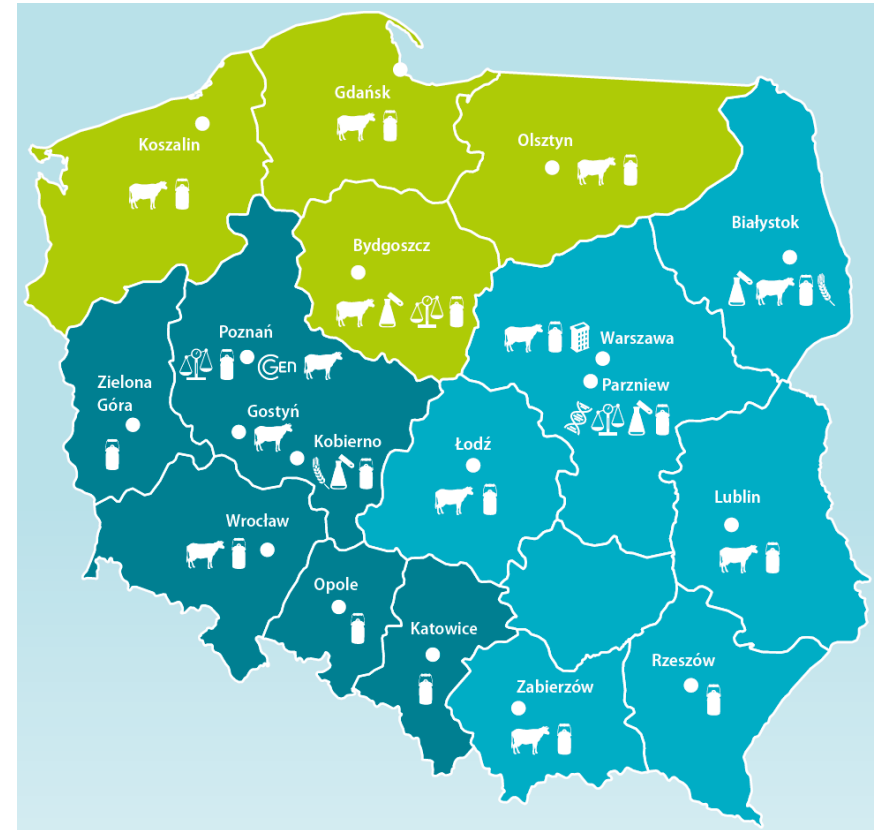 Gdańsk
Koszalin
Olsztyn
Białystok
Bydgoszcz
Poznań
Warszawa
GEN
Zielona
Góra
Parzniew
Gostyń
Kobierno
Łódź
Lublin
Wrocław
Opole
Katowice
Zabierzów
Rzeszów